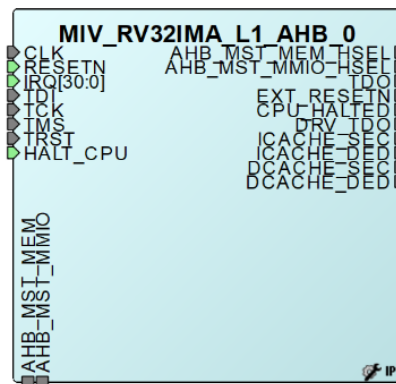 MIV_RV32IMA_L1_AHB_0
CLK
RESETN
IRQ[30:0]
TDI
TCK
TMS
TRST
HALT_CPU
AHB_MST_MEM_HSEL
AHB_MST_MMIO_HSEL
TDO
EXT_RESETN
CPU_HALTED
DRV_TDO
ICACHE_SEC
ICACHE_DED
DCACHE_SEC
DCACHE_DED
AHB_MST_MEM
AHB_MST_MMIO
IP